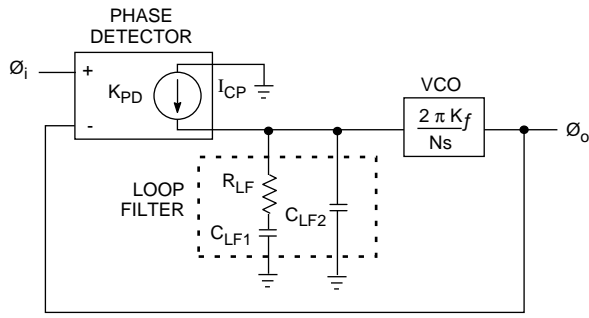 PHASE
DETECTOR
Øi
+
KPD
ICP
-
VCO
2 π Kf
Ns
Øo
LOOP
FILTER
RLF
CLF1
CLF2